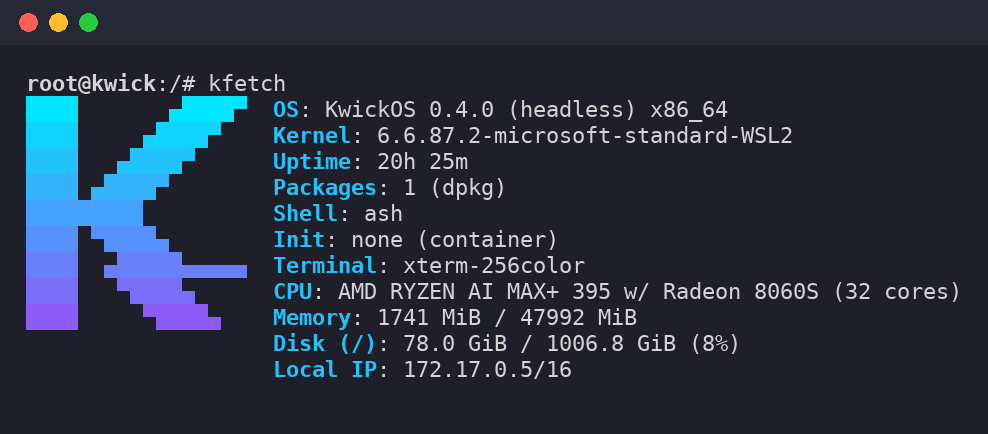 root@kwick:/# kfetch
OS: KwickOS 0.4.0 (headless) x86_64
Kernel: 6.6.87.2-microsoft-standard-WSL2
Uptime: 20h 25m
Packages: 1 (dpkg)
Shell: ash
Init: none (container)
Terminal: xterm-256color
CPU: AMD RYZEN AI MAX+ 395 w/ Radeon 8060S (32 cores)
Memory: 1741 MiB / 47992 MiB
Disk (/): 78.0 GiB / 1006.8 GiB (8%)
Local IP: 172.17.0.5/16